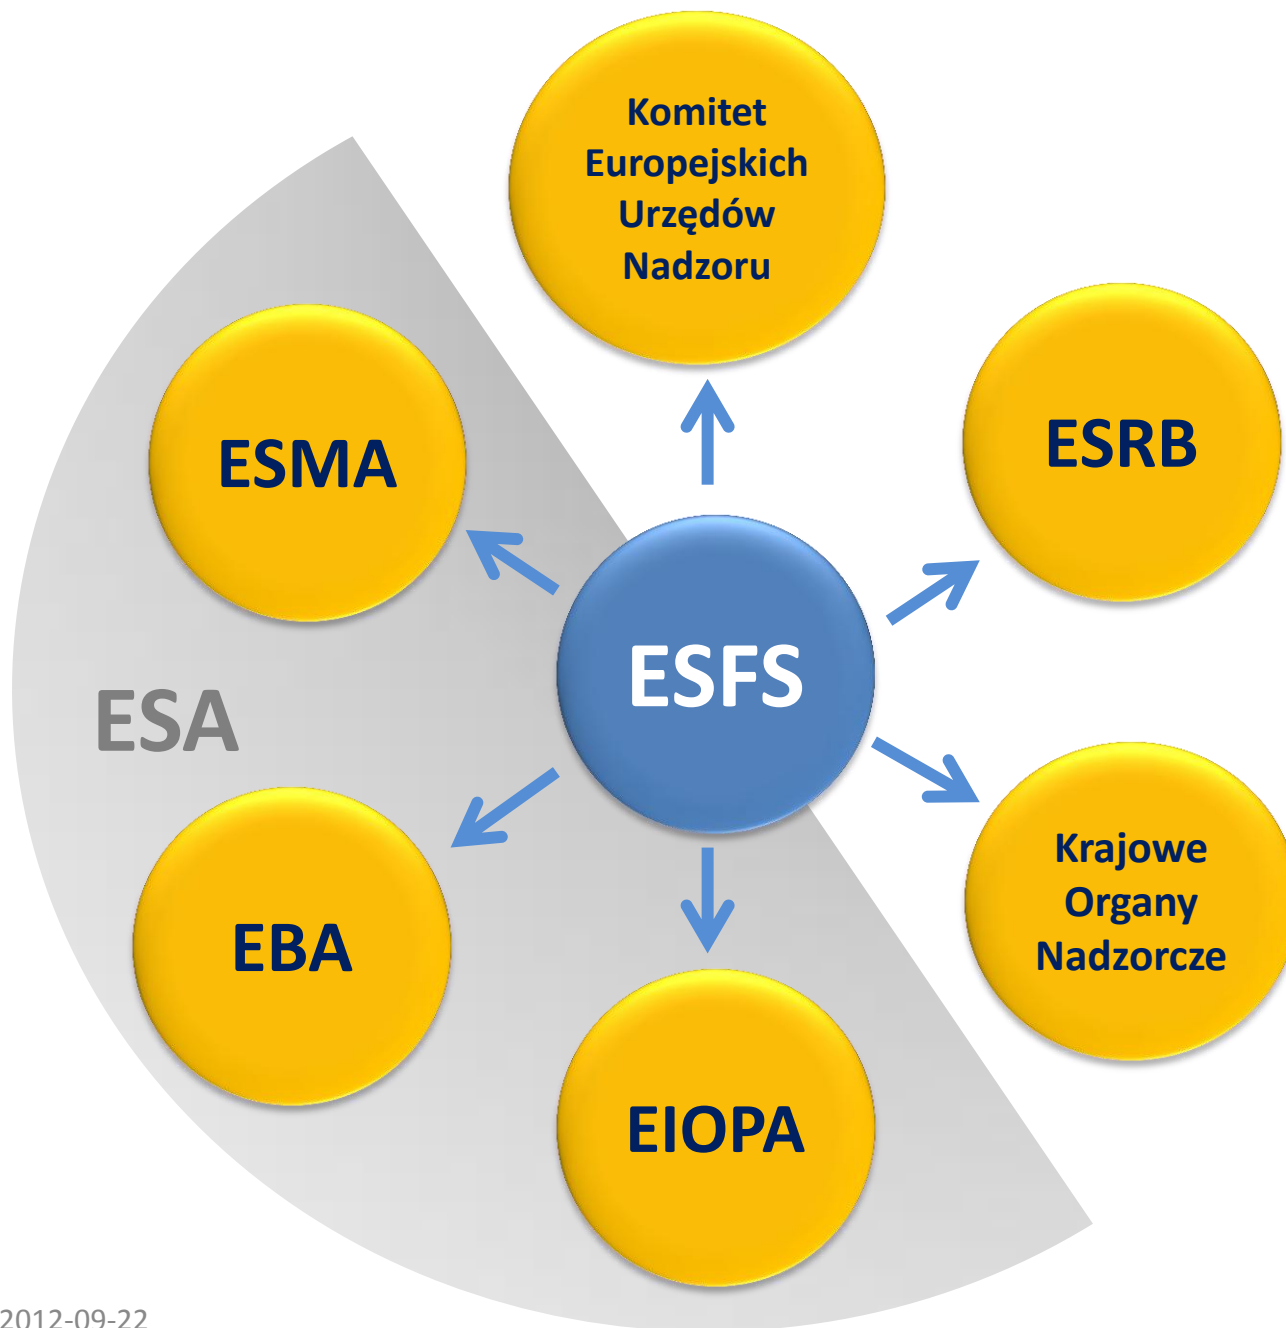 Komitet
Europejskich
Urzędów
Nadzoru
ESMA
ESRB
ESFS
ESA
Krajowe
Organy
Nadzorcze
EBA
EIOPA
2012-09-22